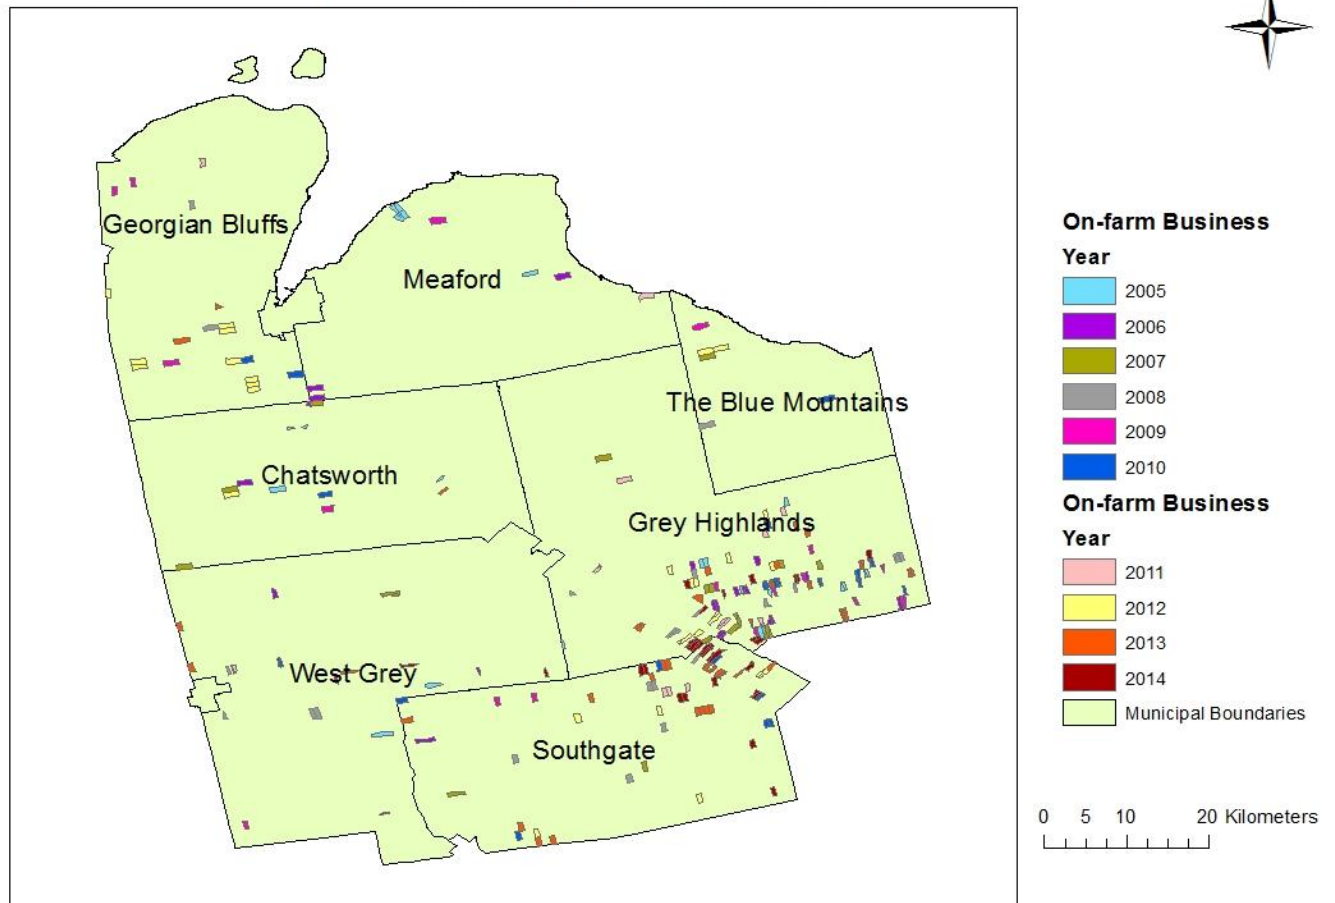 Georgian Bluffs
Meaford
The Blue Mountains
Chatsworth
Grey Highlands
West Grey
Southgate
On-farm Business
Year
2005
2006
2007
2008
2009
2010
On-farm Business
Year
2011
2012
2013
2014
Municipal Boundaries
0 5 10 20 Kilometers